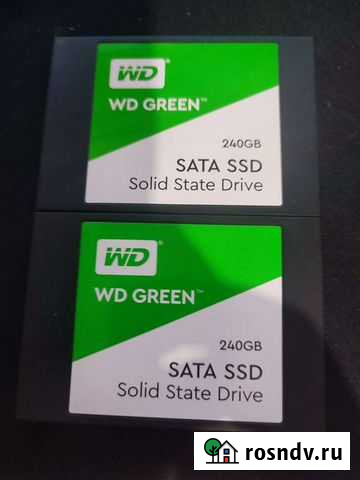 WD®
WD GREEN™
240GB
SATA SSD
Solid State Drive
WD
WD GREEN™
240GB
SATA SSD
Solid State Drive
rosndv.ru